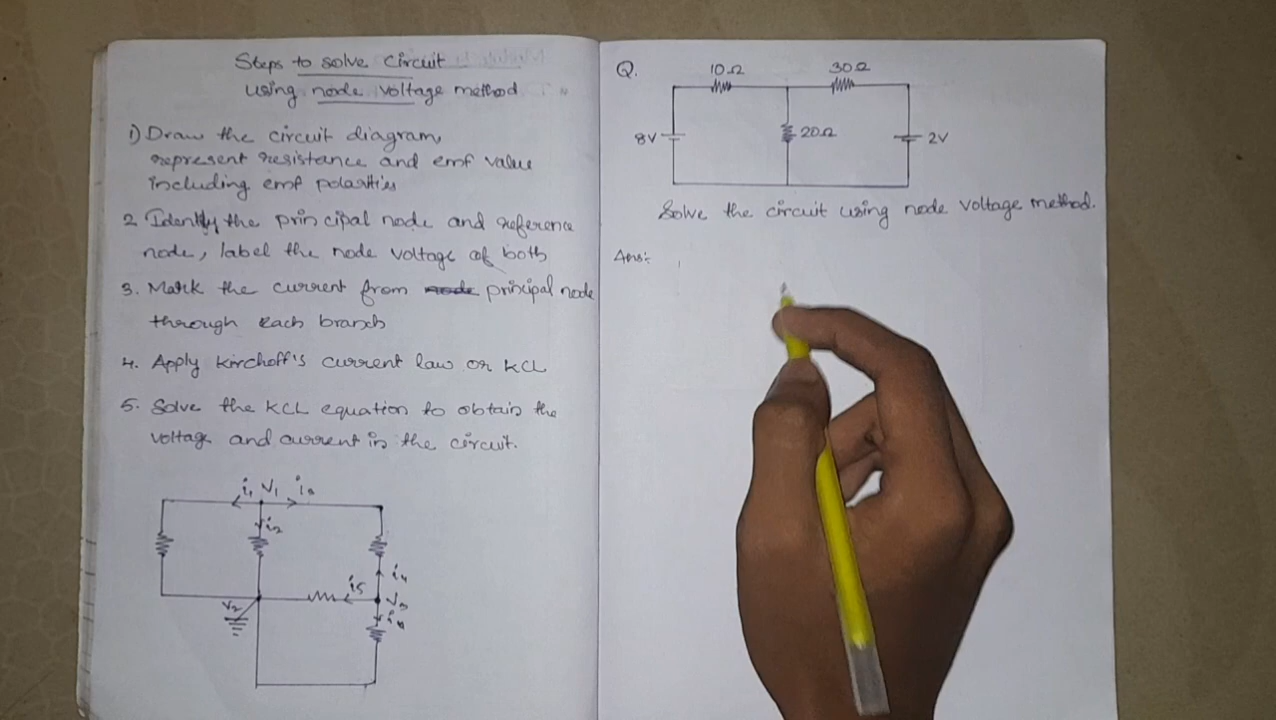 Steps to solve circuit
using node voltage method
1) Draw the circuit diagram,
represent resistance and emf value
including emf polarities
2 Identify the principal node and reference
node, label the node voltage of both
3. Mark the current from node principal node
through each branch
4. Apply Kirchoff's current law or KCL
5. Solve the KCL equation to obtain the
voltage and current in the circuit.
i₁ V₁ i₃
i₂
i₄
i₅
V₂ V₃
Q.
10Ω 30Ω
8V 20Ω 2V
Solve the circuit using node voltage method.
Ans: